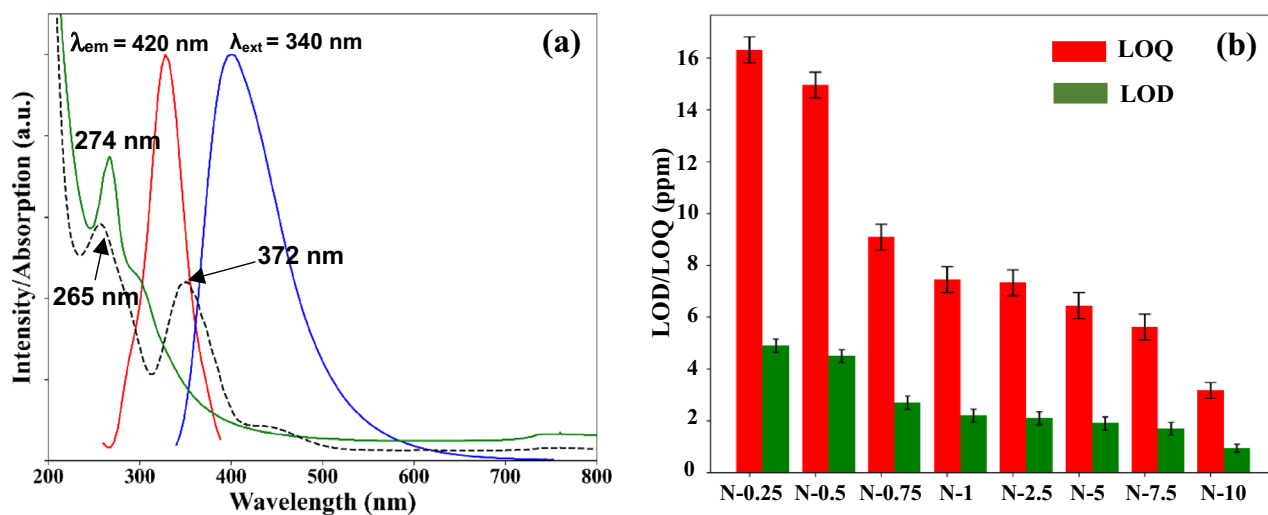 λem = 420 nm
λext = 340 nm
(a)
274 nm
372 nm
265 nm
Intensity/Absorption (a.u.)
200 300 400 500 600 700 800
Wavelength (nm)
(b)
LOQ
LOD
LOD/LOQ (ppm)
16
14
12
10
8
6
4
2
0
N-0.25 N-0.5 N-0.75 N-1 N-2.5 N-5 N-7.5 N-10